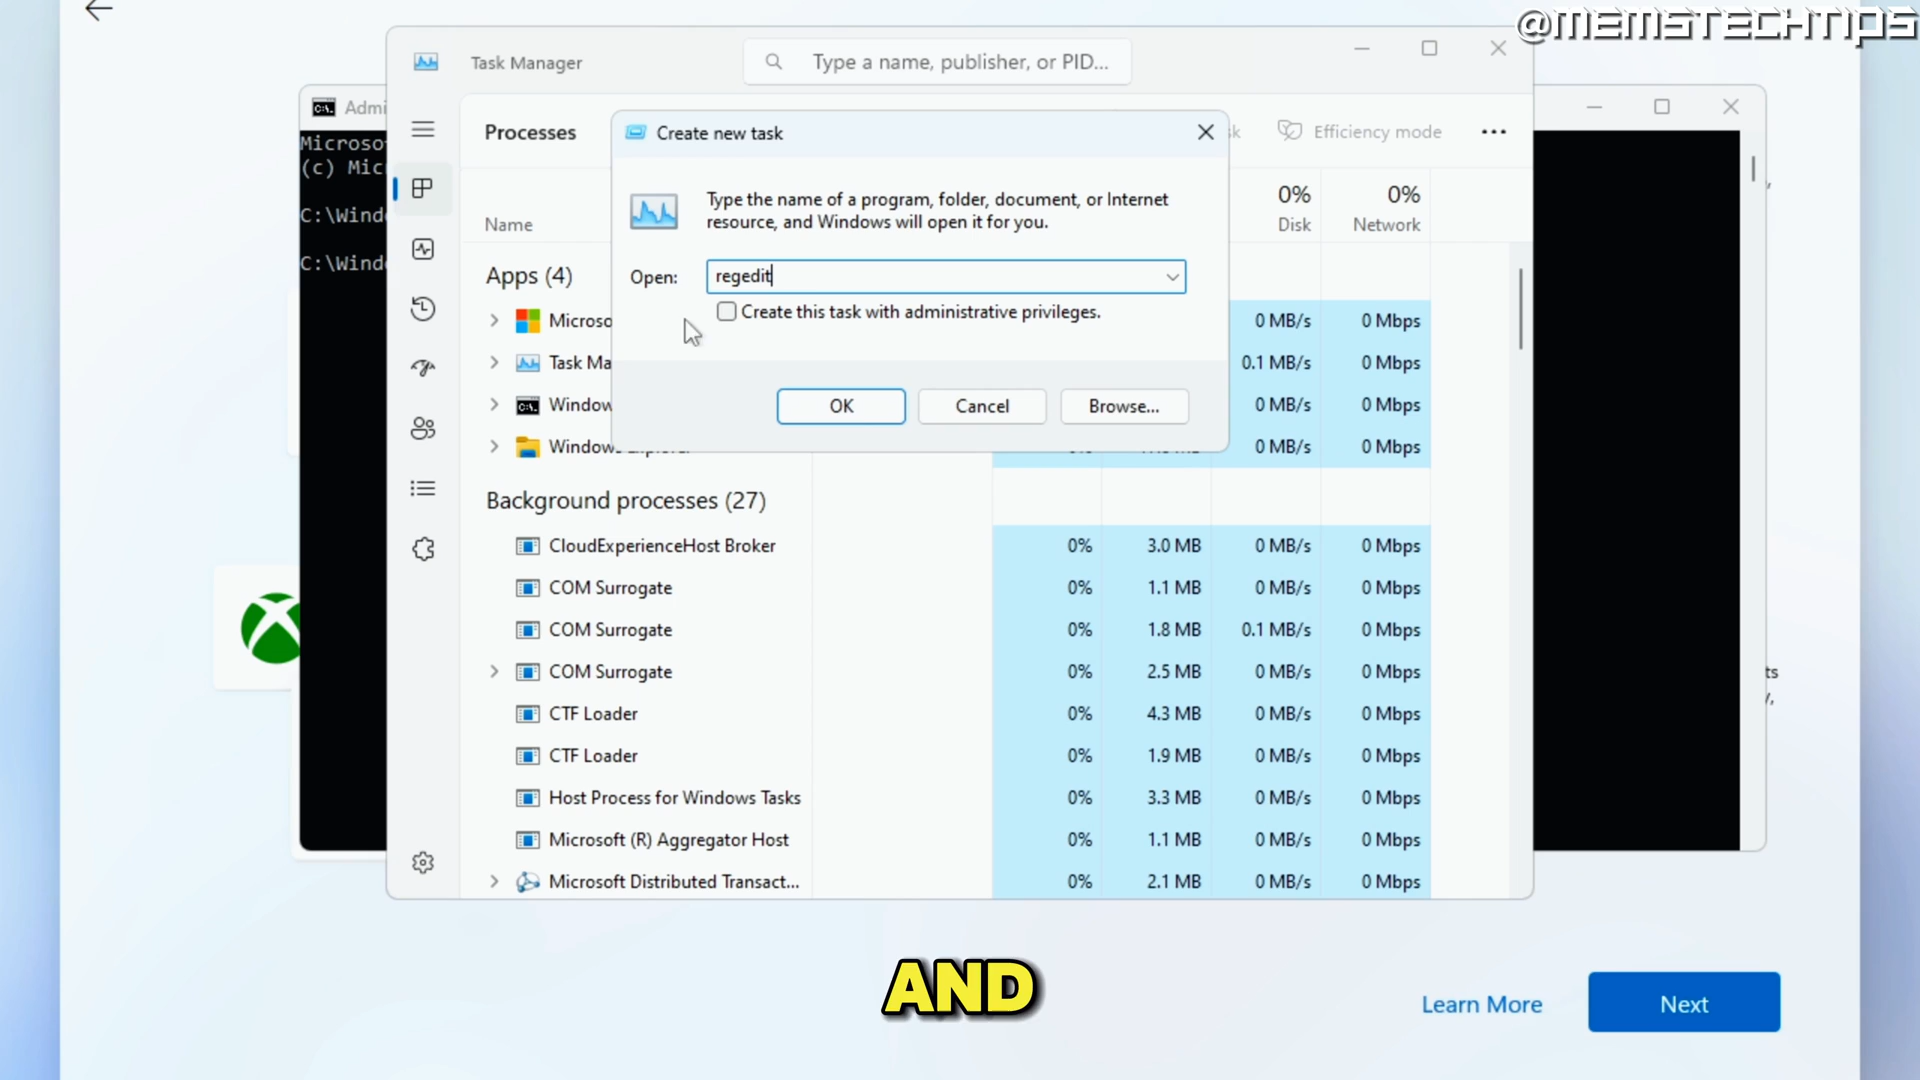 @MEMSTECHTIPS
Task Manager
Type a name, publisher, or PID...
Admi
Processes
Create new task
Efficiency mode
Microso
(c) Mic
C:\Wind
C:\Wind
Type the name of a program, folder, document, or Internet
resource, and Windows will open it for you.
Open: regedit
Create this task with administrative privileges.
OK Cancel Browse...
0% 0%
Name Disk Network
Apps (4)
Microso 0 MB/s 0 Mbps
Task Ma 0.1 MB/s 0 Mbps
Window 0 MB/s 0 Mbps
Windows Explorer 0 MB/s 0 Mbps
Background processes (27)
CloudExperienceHost Broker 0% 3.0 MB 0 MB/s 0 Mbps
COM Surrogate 0% 1.1 MB 0 MB/s 0 Mbps
COM Surrogate 0% 1.8 MB 0.1 MB/s 0 Mbps
COM Surrogate 0% 2.5 MB 0 MB/s 0 Mbps
CTF Loader 0% 4.3 MB 0 MB/s 0 Mbps
CTF Loader 0% 1.9 MB 0 MB/s 0 Mbps
Host Process for Windows Tasks 0% 3.3 MB 0 MB/s 0 Mbps
Microsoft (R) Aggregator Host 0% 1.1 MB 0 MB/s 0 Mbps
Microsoft Distributed Transact... 0% 2.1 MB 0 MB/s 0 Mbps
AND
Learn More Next